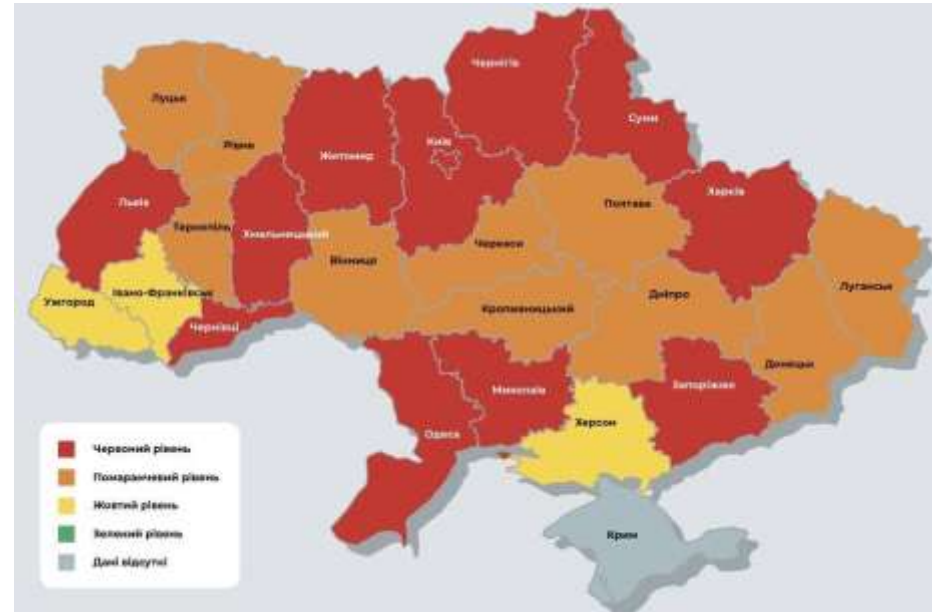 Чернігів
Луцьк
Суми
Рівне
Київ
Житомир
Харків
Львів
Полтава
Тернопіль
Хмельницький
Черкаси
Вінниця
Івано-Франківськ
Луганськ
Ужгород
Дніпро
Кропивницький
Чернівці
Донецьк
Миколаїв
Запоріжжя
Херсон
Одеса
Червоний рівень
Помаранчевий рівень
Жовтий рівень
Зелений рівень
Дані відсутні
Крим